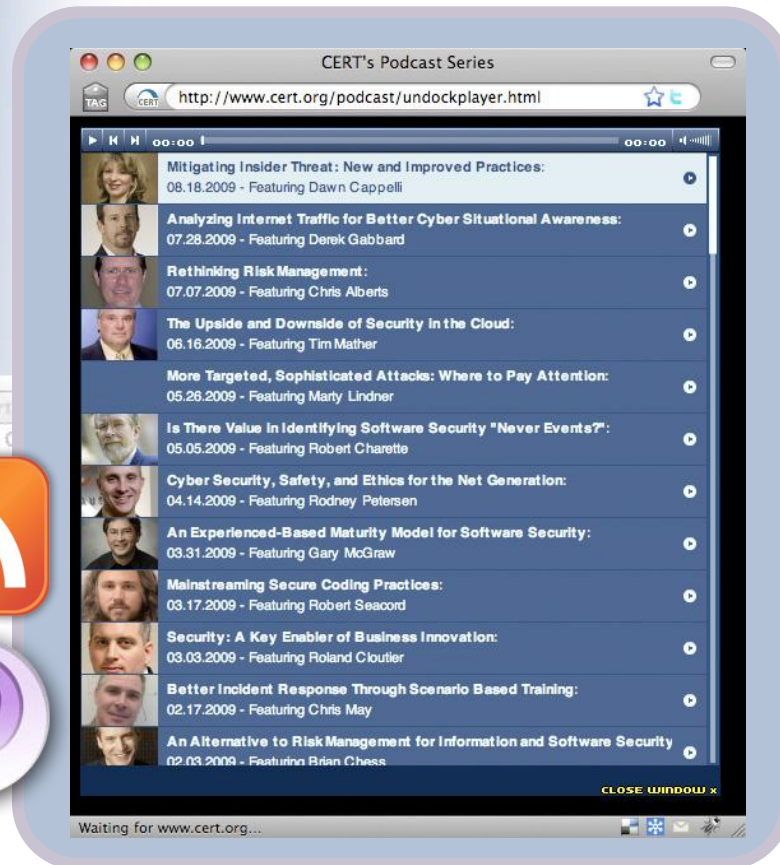 CERT's Podcast Series
TAG
CERT
http://www.cert.org/podcast/undockplayer.html
00:00
00:00
Mitigating Insider Threat: New and Improved Practices:
08.18.2009 - Featuring Dawn Cappelli
Analyzing Internet Traffic for Better Cyber Situational Awareness:
07.28.2009 - Featuring Derek Gabbard
Rethinking Risk Management:
07.07.2009 - Featuring Chris Alberts
The Upside and Downside of Security in the Cloud:
06.16.2009 - Featuring Tim Mather
More Targeted, Sophisticated Attacks: Where to Pay Attention:
05.26.2009 - Featuring Marty Lindner
Is There Value in Identifying Software Security "Never Events?":
05.05.2009 - Featuring Robert Charette
Cyber Security, Safety, and Ethics for the Net Generation:
04.14.2009 - Featuring Rodney Petersen
An Experienced-Based Maturity Model for Software Security:
03.31.2009 - Featuring Gary McGraw
Mainstreaming Secure Coding Practices:
03.17.2009 - Featuring Robert Seacord
Security: A Key Enabler of Business Innovation:
03.03.2009 - Featuring Roland Cloutier
Better Incident Response Through Scenario Based Training:
02.17.2009 - Featuring Chris May
An Alternative to Risk Management for Information and Software Security
02.03.2009 - Featuring Brian Chess
CLOSE WINDOW x
Waiting for www.cert.org...